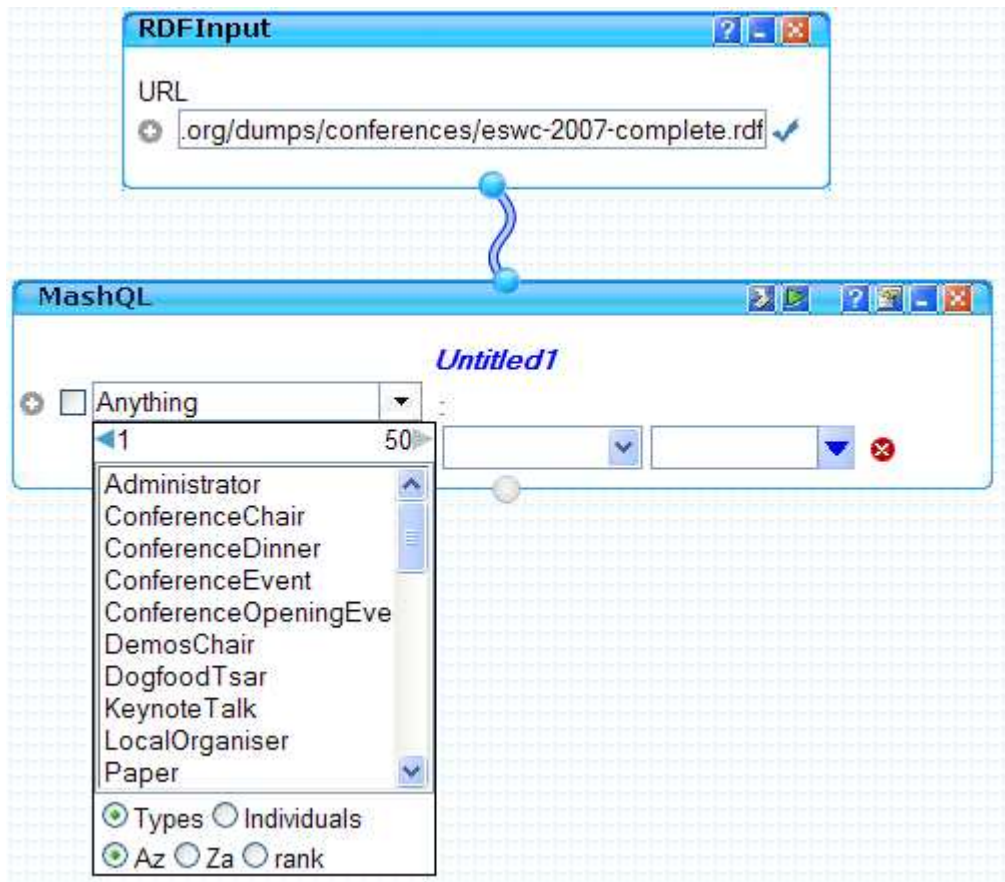 RDFInput
URL
.org/dumps/conferences/eswc-2007-complete.rdf
MashQL
Untitled1
Anything :
1 50
Administrator
ConferenceChair
ConferenceDinner
ConferenceEvent
ConferenceOpeningEve
DemosChair
DogfoodTsar
KeynoteTalk
LocalOrganiser
Paper
Types Individuals
Az Za rank